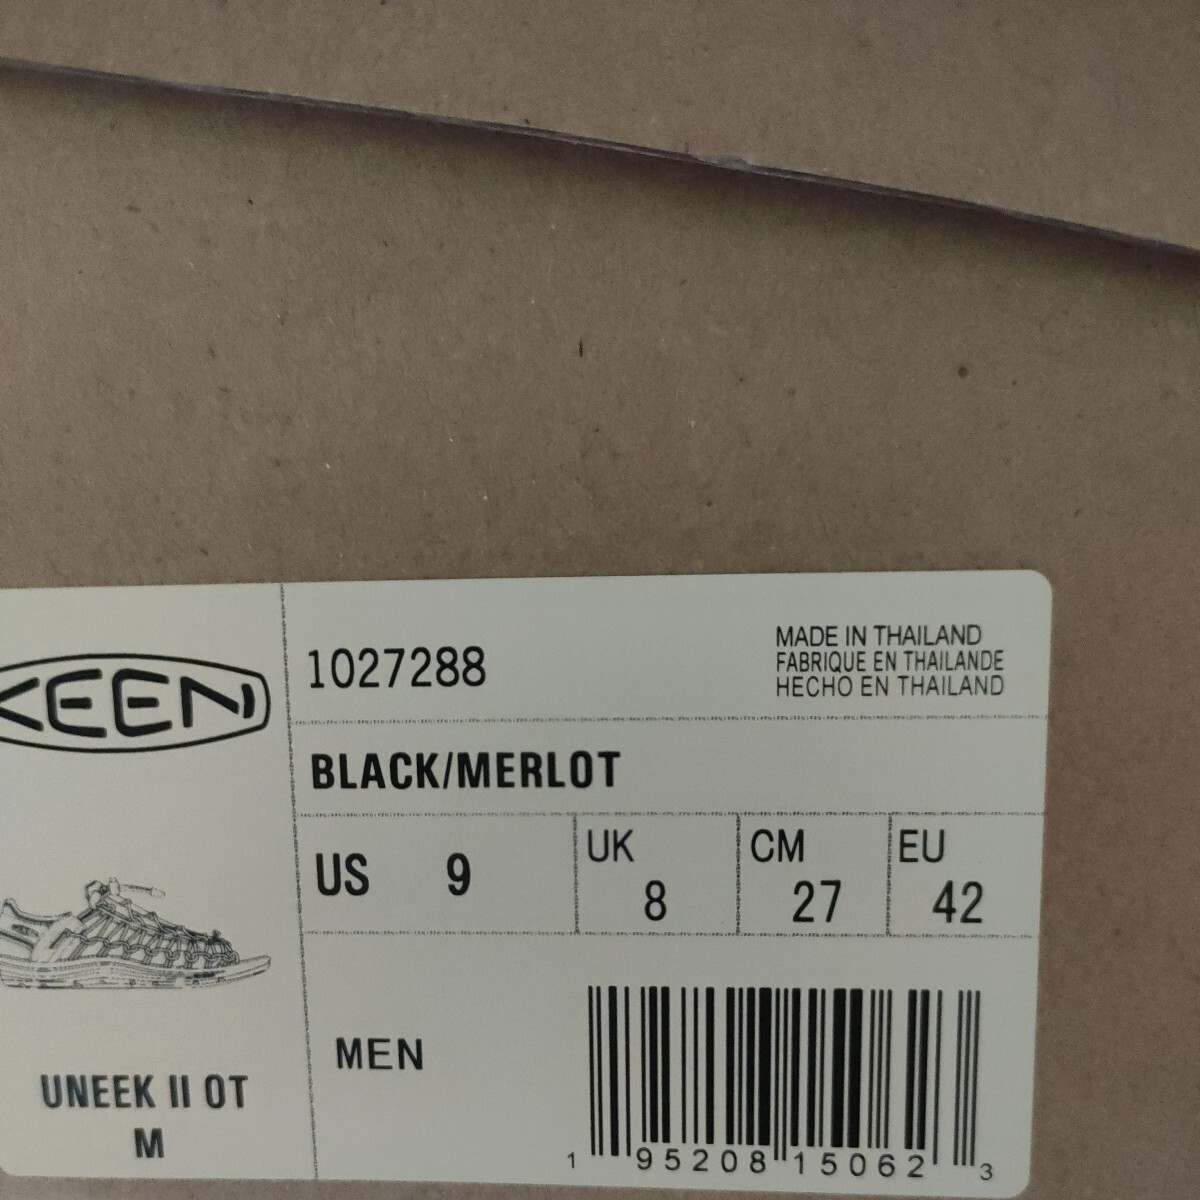 KEEN
1027288
MADE IN THAILAND
FABRIQUE EN THAILANDE
HECHO EN THAILAND
BLACK/MERLOT
US 9
UK 8
CM 27
EU 42
MEN
UNEEK II OT
M
1 95208 15062 3